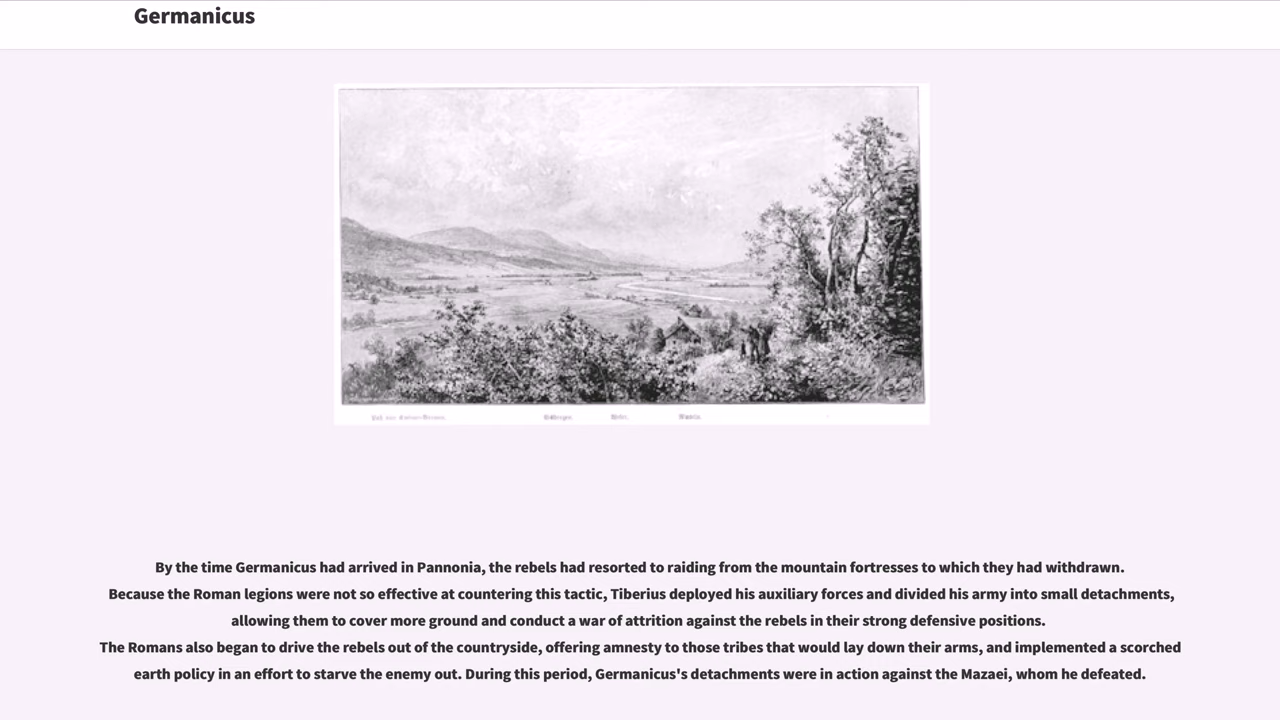 Germanicus
By the time Germanicus had arrived in Pannonia, the rebels had resorted to raiding from the mountain fortresses to which they had withdrawn.
Because the Roman legions were not so effective at countering this tactic, Tiberius deployed his auxiliary forces and divided his army into small detachments,
allowing them to cover more ground and conduct a war of attrition against the rebels in their strong defensive positions.
The Romans also began to drive the rebels out of the countryside, offering amnesty to those tribes that would lay down their arms, and implemented a scorched
earth policy in an effort to starve the enemy out. During this period, Germanicus's detachments were in action against the Mazaei, whom he defeated.